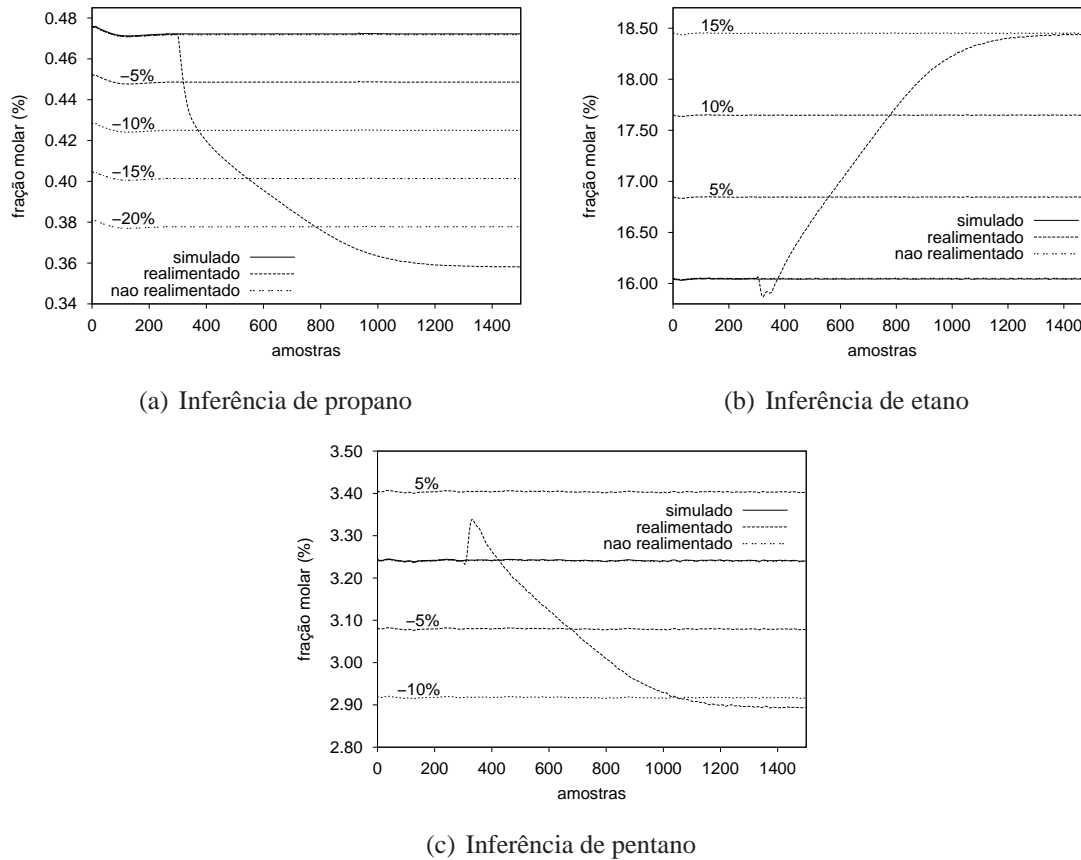 0.48
0.46
0.44
0.42
0.40
0.38
0.36
0.34
fração molar (%)
–5%
–10%
–15%
–20%
simulado
realimentado
nao realimentado
0 200 400 600 800 1000 1200 1400
amostras
(a) Inferência de propano
18.50
18.00
17.50
17.00
16.50
16.00
fração molar (%)
15%
10%
5%
simulado
realimentado
nao realimentado
0 200 400 600 800 1000 1200 1400
amostras
(b) Inferência de etano
3.50
3.40
3.30
3.20
3.10
3.00
2.90
2.80
fração molar (%)
5%
–5%
–10%
simulado
realimentado
nao realimentado
0 200 400 600 800 1000 1200 1400
amostras
(c) Inferência de pentano